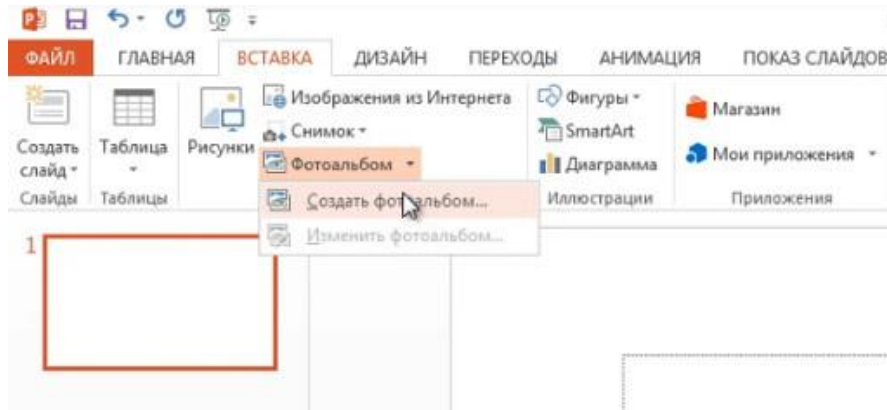 ФАЙЛ ГЛАВНАЯ ВСТАВКА ДИЗАЙН ПЕРЕХОДЫ АНИМАЦИЯ ПОКАЗ СЛАЙДОВ
Создать слайд
Таблица
Рисунки
Изображения из Интернета
Снимок
Фотоальбом
Фигуры
SmartArt
Диаграмма
Магазин
Мои приложения
Слайды Таблицы Иллюстрации Приложения
Создать фотоальбом...
Изменить фотоальбом...
1